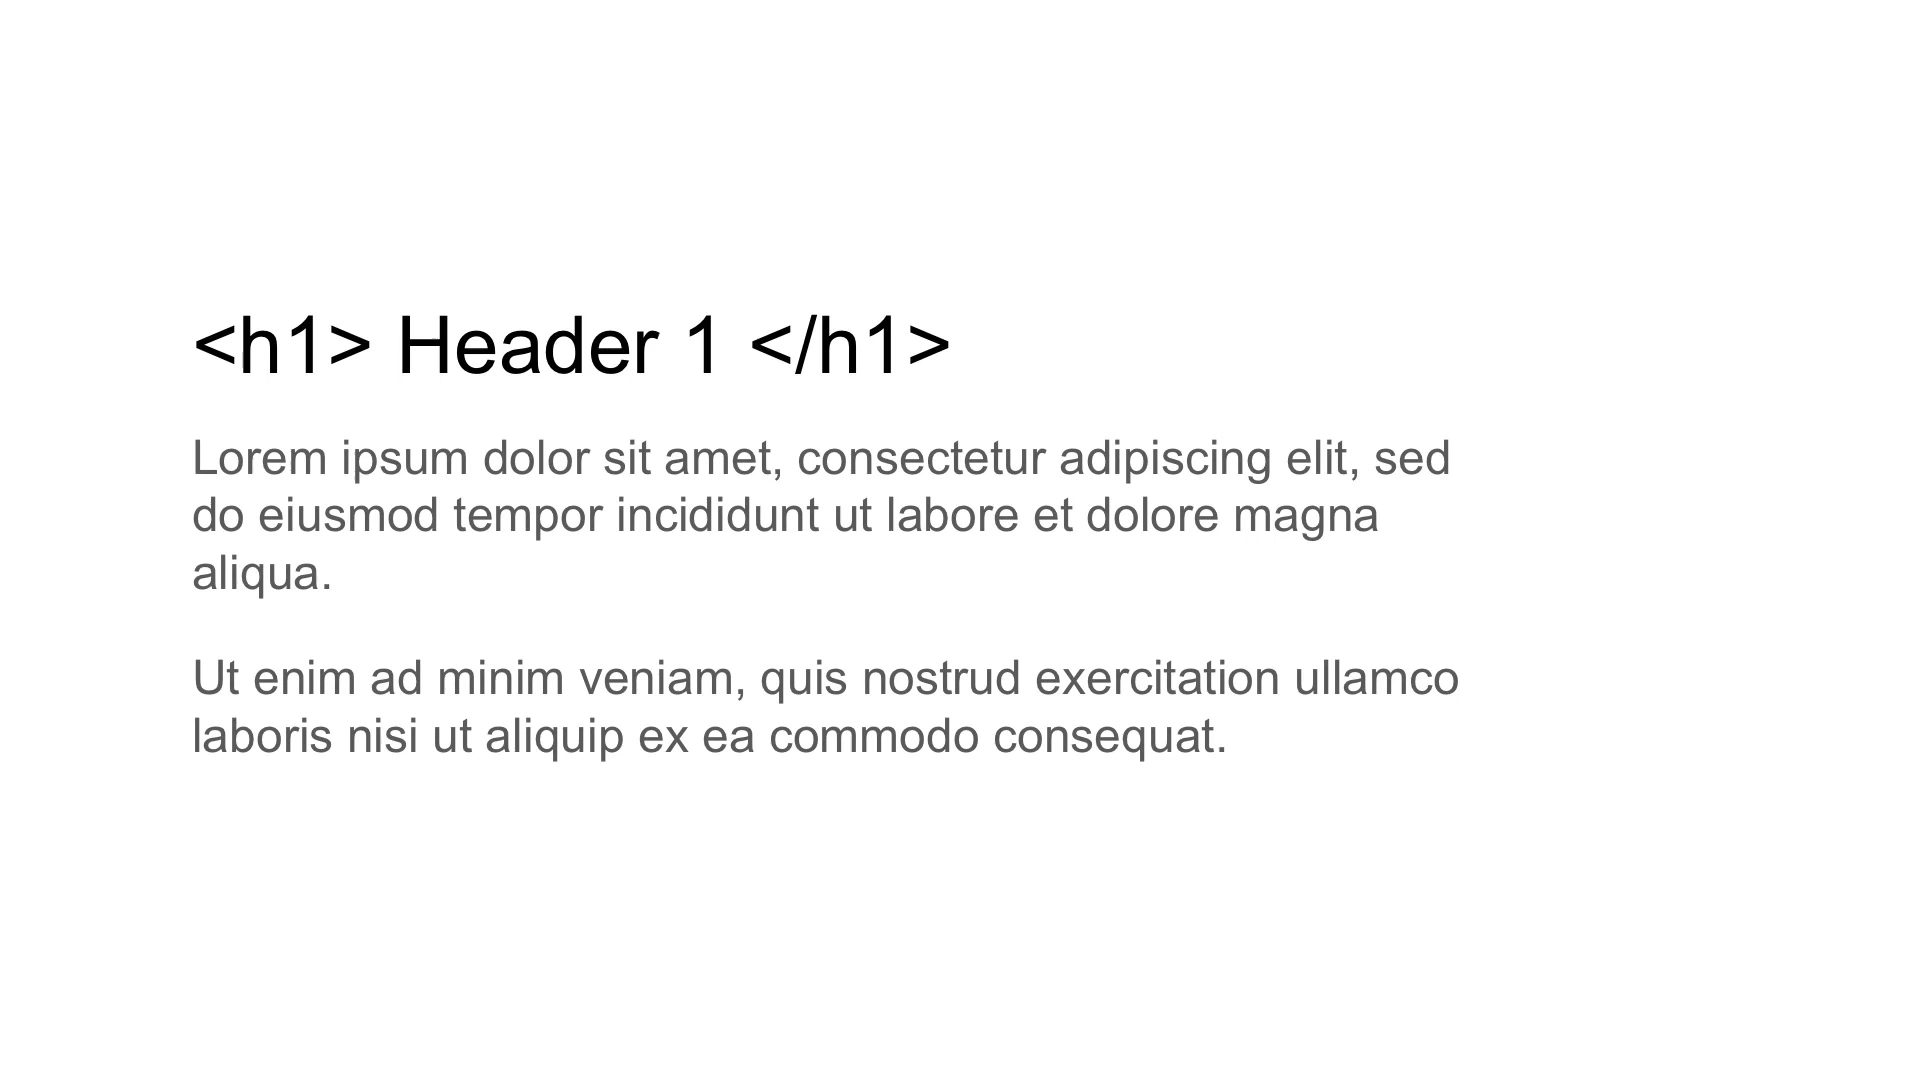 <h1> Header 1 </h1>
Lorem ipsum dolor sit amet, consectetur adipiscing elit, sed
do eiusmod tempor incididunt ut labore et dolore magna
aliqua.
Ut enim ad minim veniam, quis nostrud exercitation ullamco
laboris nisi ut aliquip ex ea commodo consequat.